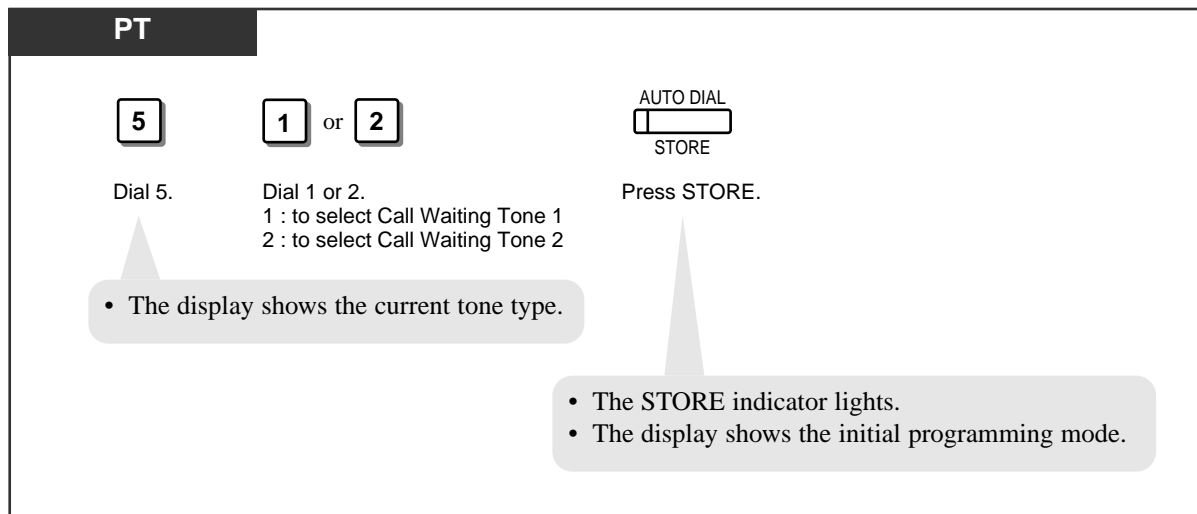 PT
5
1 or 2
AUTO DIAL
STORE
Dial 5.
Dial 1 or 2.
1 : to select Call Waiting Tone 1
2 : to select Call Waiting Tone 2
Press STORE.
• The display shows the current tone type.
• The STORE indicator lights.
• The display shows the initial programming mode.